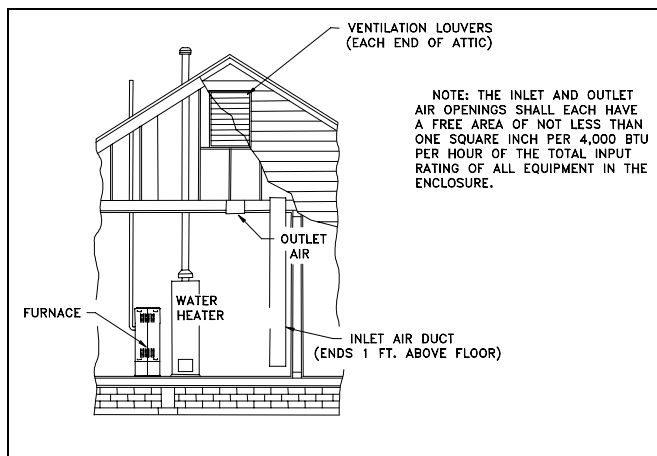 VENTILATION LOUVERS
(EACH END OF ATTIC)
NOTE: THE INLET AND OUTLET
AIR OPENINGS SHALL EACH HAVE
A FREE AREA OF NOT LESS THAN
ONE SQUARE INCH PER 4,000 BTU
PER HOUR OF THE TOTAL INPUT
RATING OF ALL EQUIPMENT IN THE
ENCLOSURE.
OUTLET
AIR
WATER
HEATER
FURNACE
INLET AIR DUCT
(ENDS 1 FT. ABOVE FLOOR)